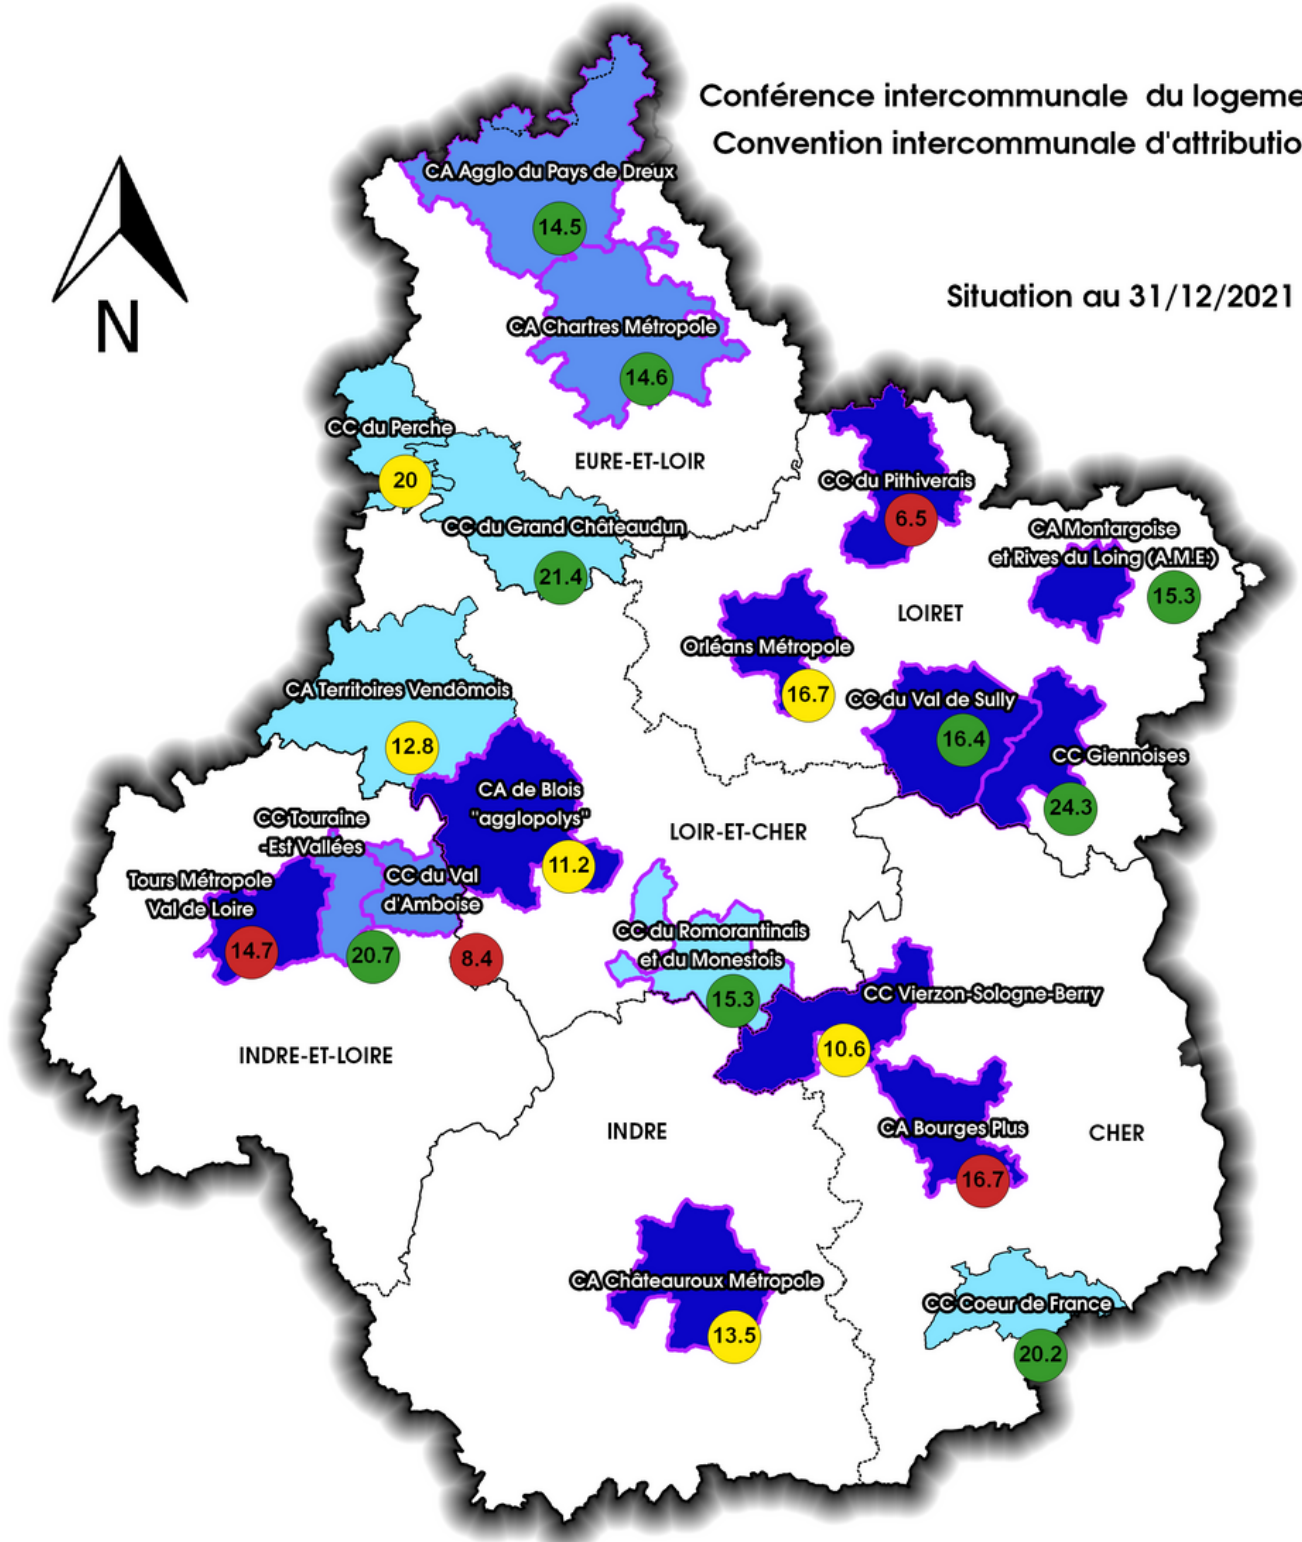 Conférence intercommunale du logeme
Convention intercommunale d'attributio
Situation au 31/12/2021
N
CA Agglo du Pays de Dreux
14.5
CA Chartres Métropole
14.6
CC du Perche
20
EURE-ET-LOIR
CC du Grand Châteaudun
21.4
CC du Pithiverais
6.5
CA Montargoise
et Rives du Loing (A.M.E.)
15.3
LOIRET
Orléans Métropole
16.7
CC du Val de Sully
16.4
CC Giennoises
24.3
CA Territoires Vendômois
12.8
CA de Blois
"agglopolys"
11.2
LOIR-ET-CHER
CC Touraine
-Est Vallées
20.7
CC du Val
d'Amboise
8.4
Tours Métropole
Val de Loire
14.7
CC du Romorantinais
et du Monestois
15.3
CC Vierzon-Sologne-Berry
10.6
INDRE-ET-LOIRE
INDRE
CA Bourges Plus
16.7
CHER
CA Châteauroux Métropole
13.5
CC Coeur de France
20.2